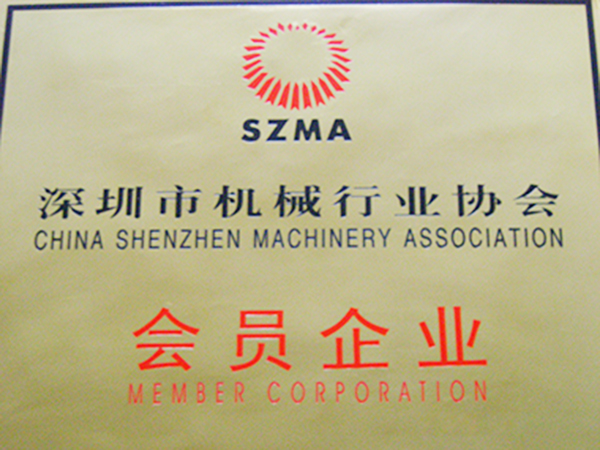 SZMA
深圳市机械行业协会
CHINA SHENZHEN MACHINERY ASSOCIATION
会员企业
MEMBER CORPORATION